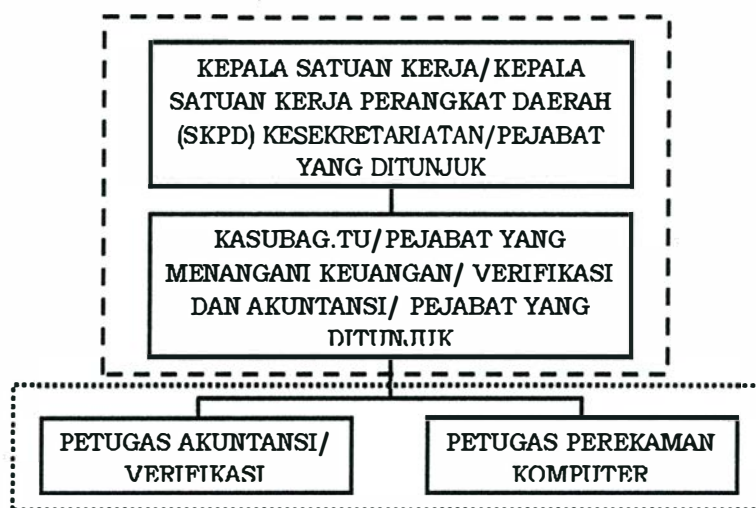 KEPALA SATUAN KERJA/KEPALA
SATUAN KERJA PERANGKAT DAERAH
(SKPD) KESEKRETARIATAN/PEJABAT
YANG DITUNJUK
KASUBAG.TU/PEJABAT YANG
MENANGANI KEUANGAN/ VERIFIKASI
DAN AKUNTANSI/ PEJABAT YANG
DITUNJUK
PETUGAS AKUNTANSI/
VERIFIKASI
PETUGAS PEREKAMAN
KOMPUTER